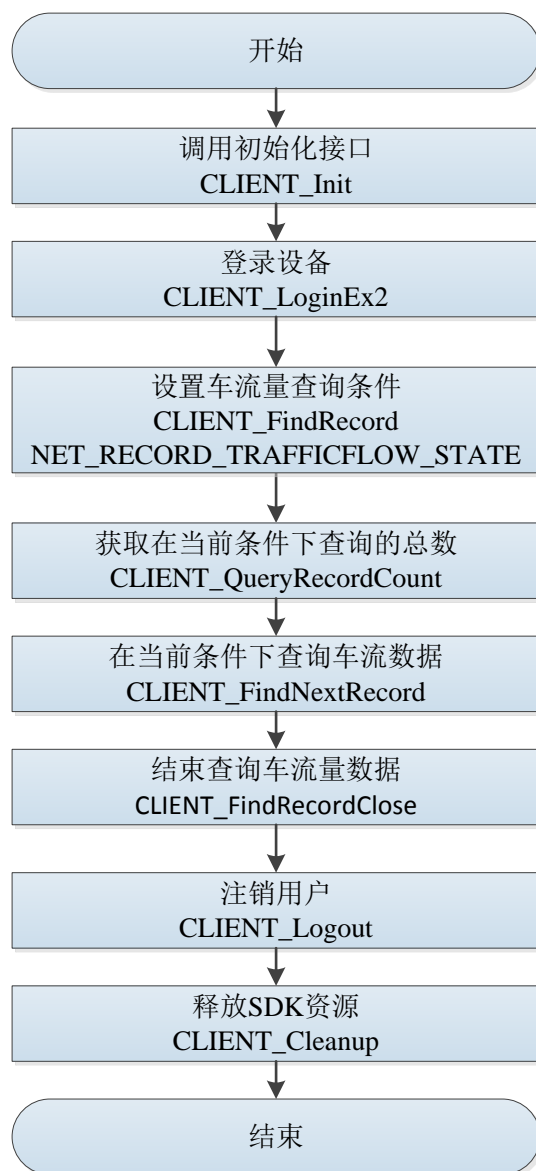 开始
调用初始化接口
CLIENT_Init
登录设备
CLIENT_LoginEx2
设置车流量查询条件
CLIENT_FindRecord
NET_RECORD_TRAFFICFLOW_STATE
获取在当前条件下查询的总数
CLIENT_QueryRecordCount
在当前条件下查询车流数据
CLIENT_FindNextRecord
结束查询车流量数据
CLIENT_FindRecordClose
注销用户
CLIENT_Logout
释放SDK资源
CLIENT_Cleanup
结束